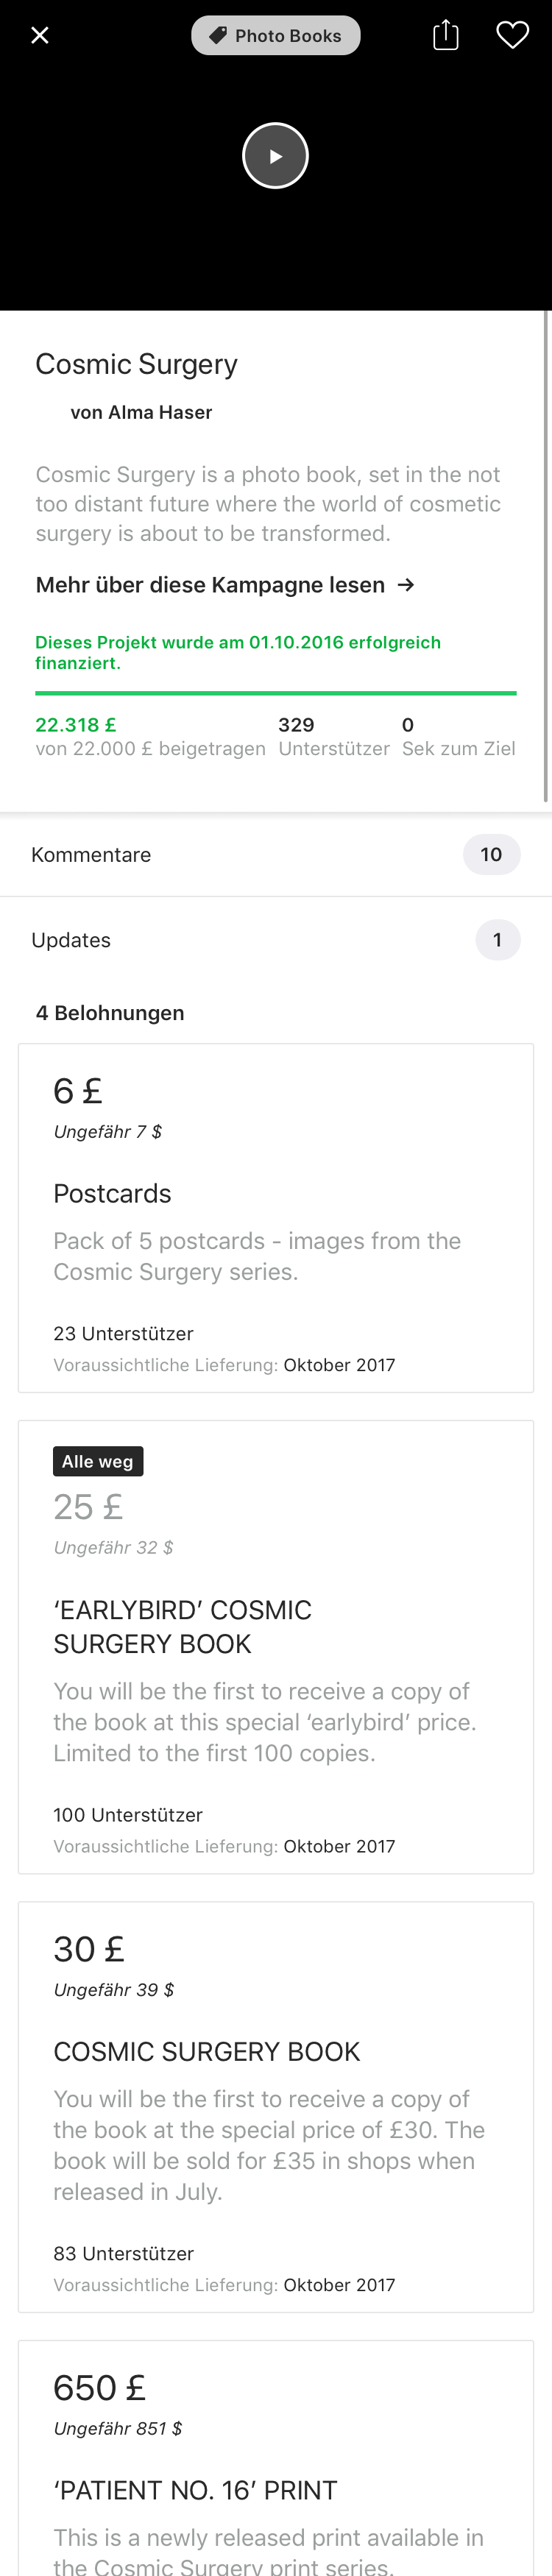 Photo Books
Cosmic Surgery
von Alma Haser
Cosmic Surgery is a photo book, set in the not
too distant future where the world of cosmetic
surgery is about to be transformed.
Mehr über diese Kampagne lesen →
Dieses Projekt wurde am 01.10.2016 erfolgreich
finanziert.
22.318 £ 329 0
von 22.000 £ beigetragen Unterstützer Sek zum Ziel
Kommentare 10
Updates 1
4 Belohnungen
6 £
Ungefähr 7 $
Postcards
Pack of 5 postcards - images from the
Cosmic Surgery series.
23 Unterstützer
Voraussichtliche Lieferung: Oktober 2017
Alle weg
25 £
Ungefähr 32 $
‘EARLYBIRD’ COSMIC
SURGERY BOOK
You will be the first to receive a copy of
the book at this special ‘earlybird’ price.
Limited to the first 100 copies.
100 Unterstützer
Voraussichtliche Lieferung: Oktober 2017
30 £
Ungefähr 39 $
COSMIC SURGERY BOOK
You will be the first to receive a copy of
the book at the special price of £30. The
book will be sold for £35 in shops when
released in July.
83 Unterstützer
Voraussichtliche Lieferung: Oktober 2017
650 £
Ungefähr 851 $
‘PATIENT NO. 16’ PRINT
This is a newly released print available in
the Cosmic Surgery print series.